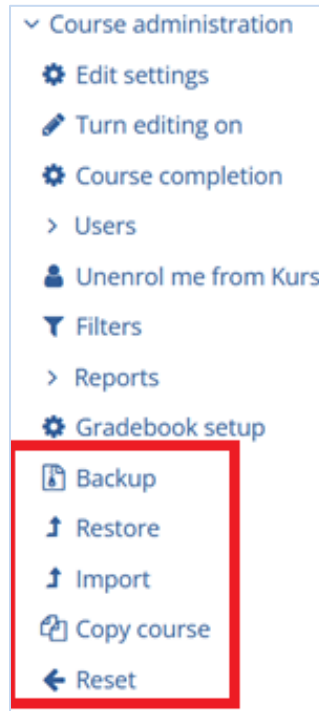 Course administration
Edit settings
Turn editing on
Course completion
Users
Unenrol me from Kurs
Filters
Reports
Gradebook setup
Backup
Restore
Import
Copy course
Reset